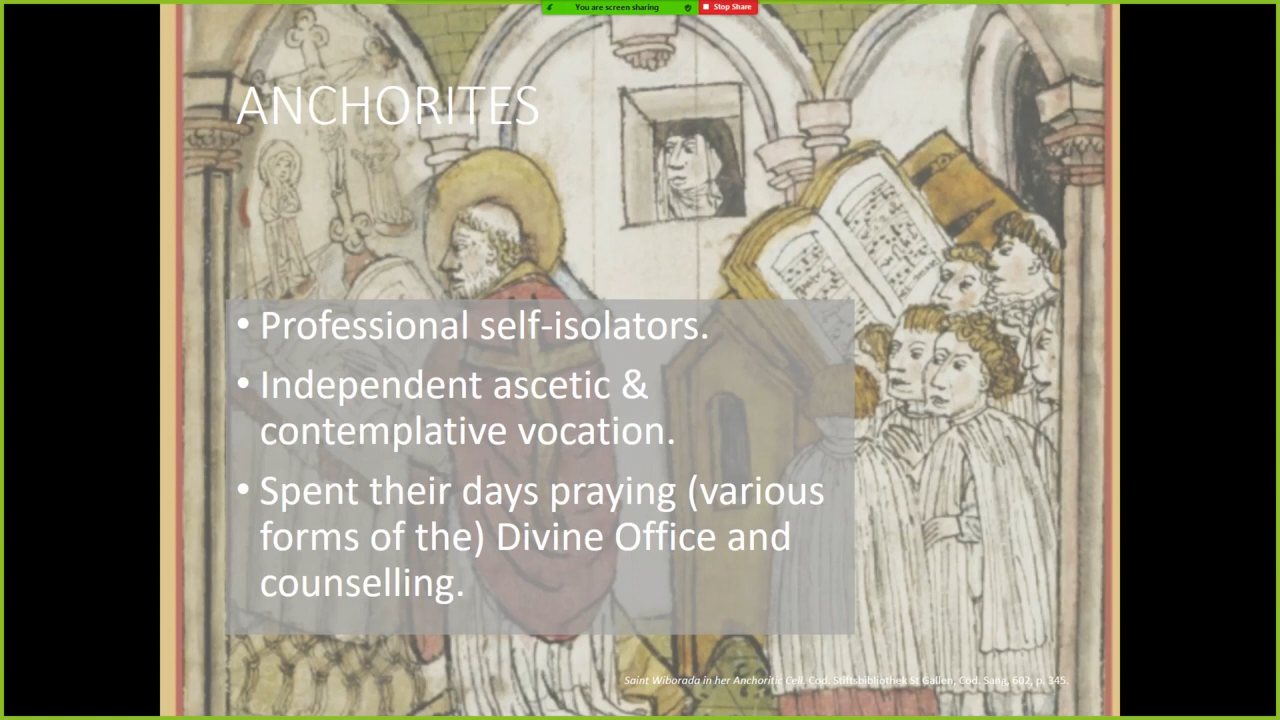 You are screen sharing
Stop Share
ANCHORITES
• Professional self-isolators.
• Independent ascetic &
contemplative vocation.
• Spent their days praying (various
forms of the) Divine Office and
counselling.
Saint Wiborada in her Anchoritic Cell, Cod. Stiftsbibliothek St Gallen, Cod. Sang, 602, p. 345.